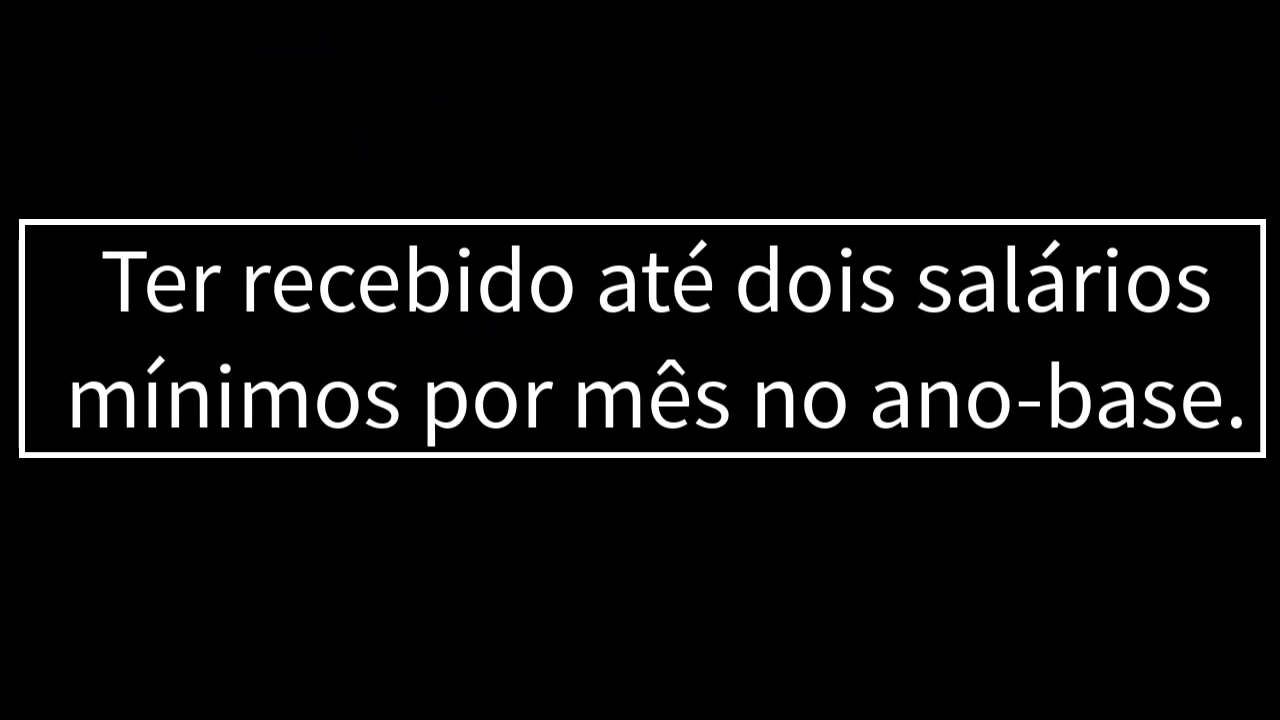 Ter recebido até dois salários
mínimos por mês no ano-base.